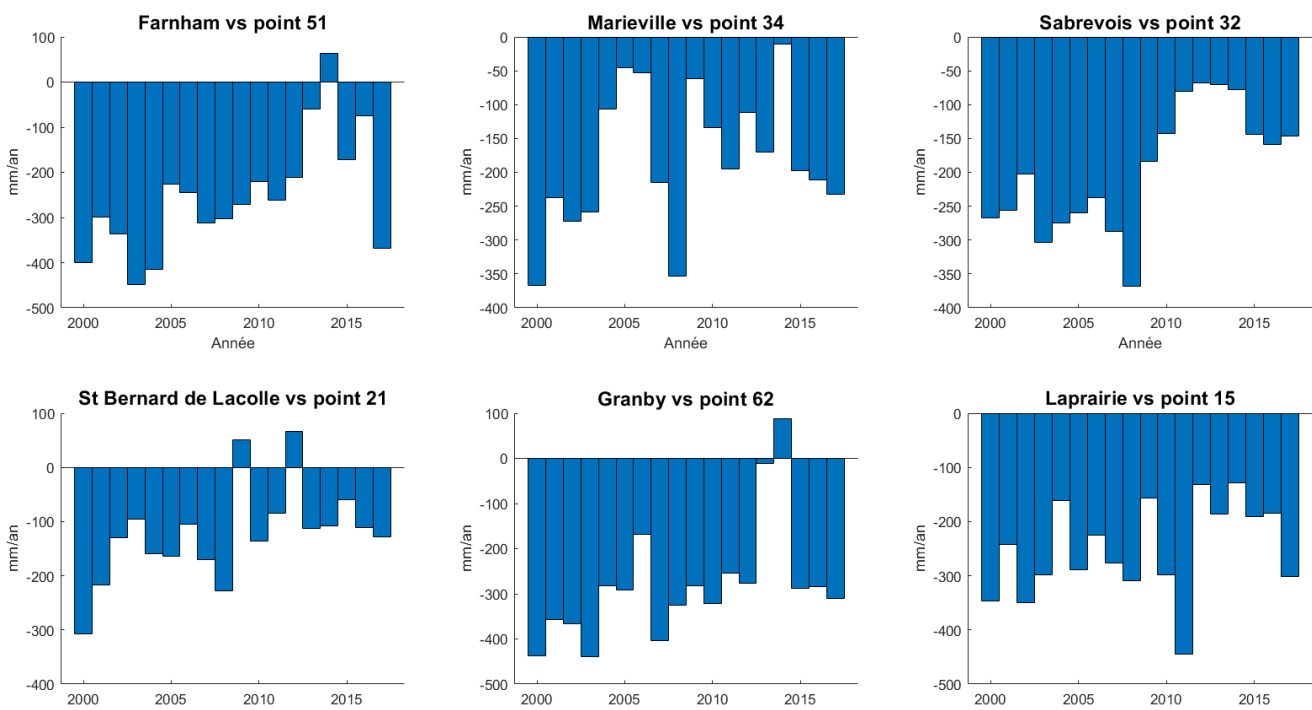 Farnham vs point 51
100
0
-100
-200
-300
-400
-500
mm/an
2000 2005 2010 2015
Année
Marieville vs point 34
0
-50
-100
-150
-200
-250
-300
-350
-400
mm/an
2000 2005 2010 2015
Année
Sabrevois vs point 32
0
-50
-100
-150
-200
-250
-300
-350
-400
mm/an
2000 2005 2010 2015
Année
St Bernard de Lacolle vs point 21
100
0
-100
-200
-300
-400
mm/an
2000 2005 2010 2015
Granby vs point 62
100
0
-100
-200
-300
-400
-500
mm/an
2000 2005 2010 2015
Laprairie vs point 15
0
-100
-200
-300
-400
-500
mm/an
2000 2005 2010 2015